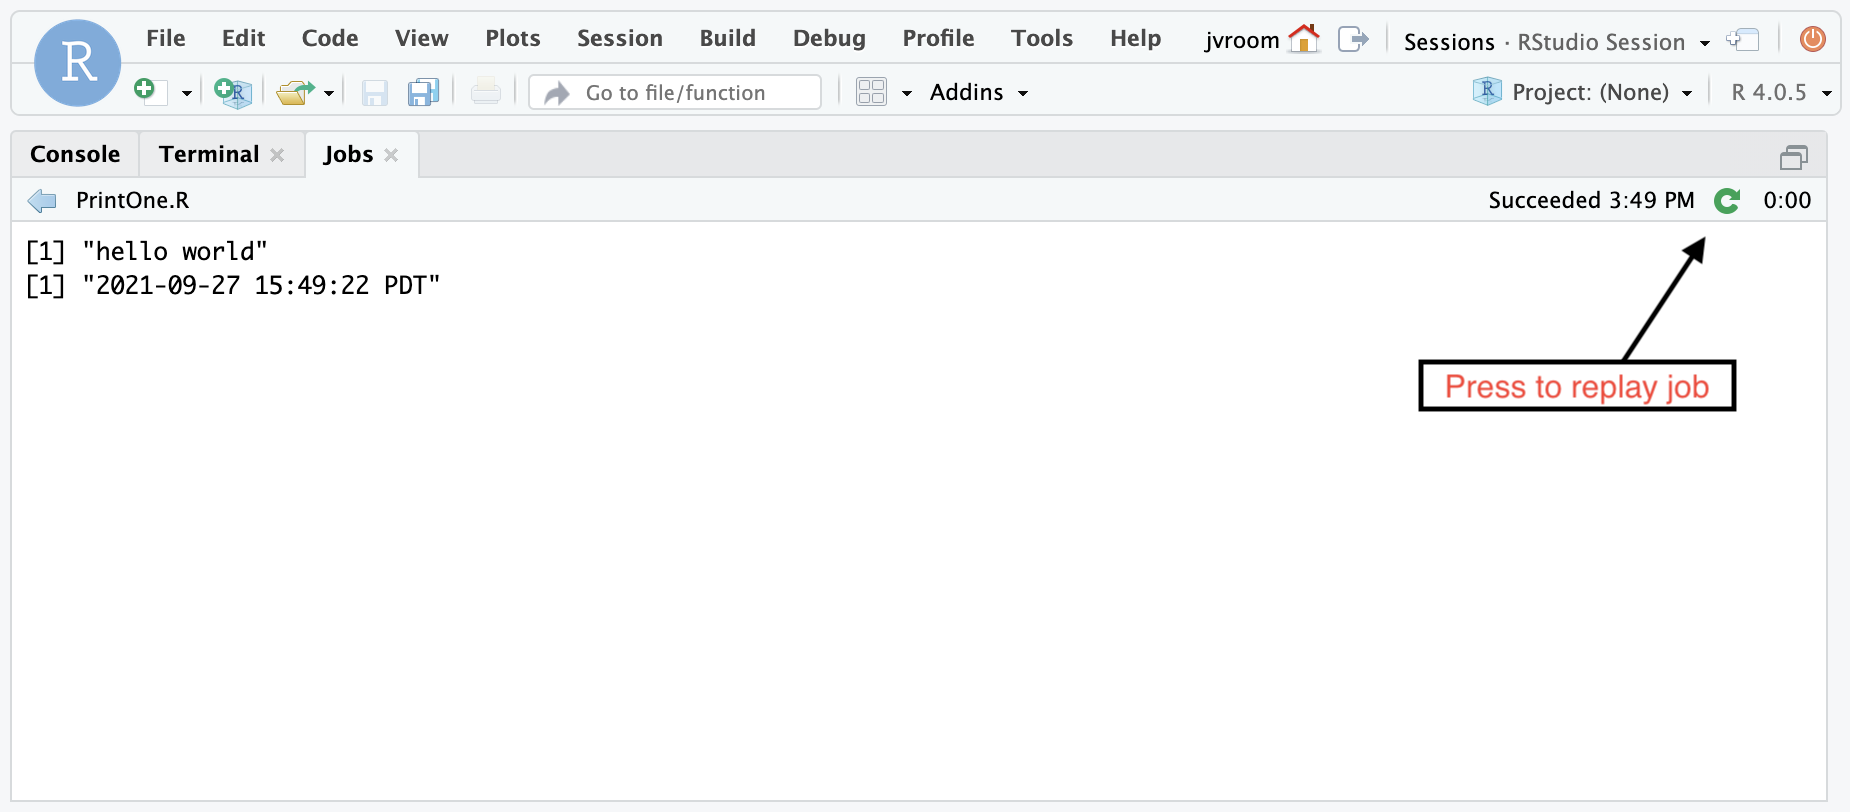 R File Edit Code View Plots Session Build Debug Profile Tools Help jvroom Sessions · RStudio Session
R Go to file/function Addins R Project: (None) R 4.0.5
Console Terminal Jobs
PrintOne.R Succeeded 3:49 PM 0:00
[1] "hello world"
[1] "2021-09-27 15:49:22 PDT"
Press to replay job